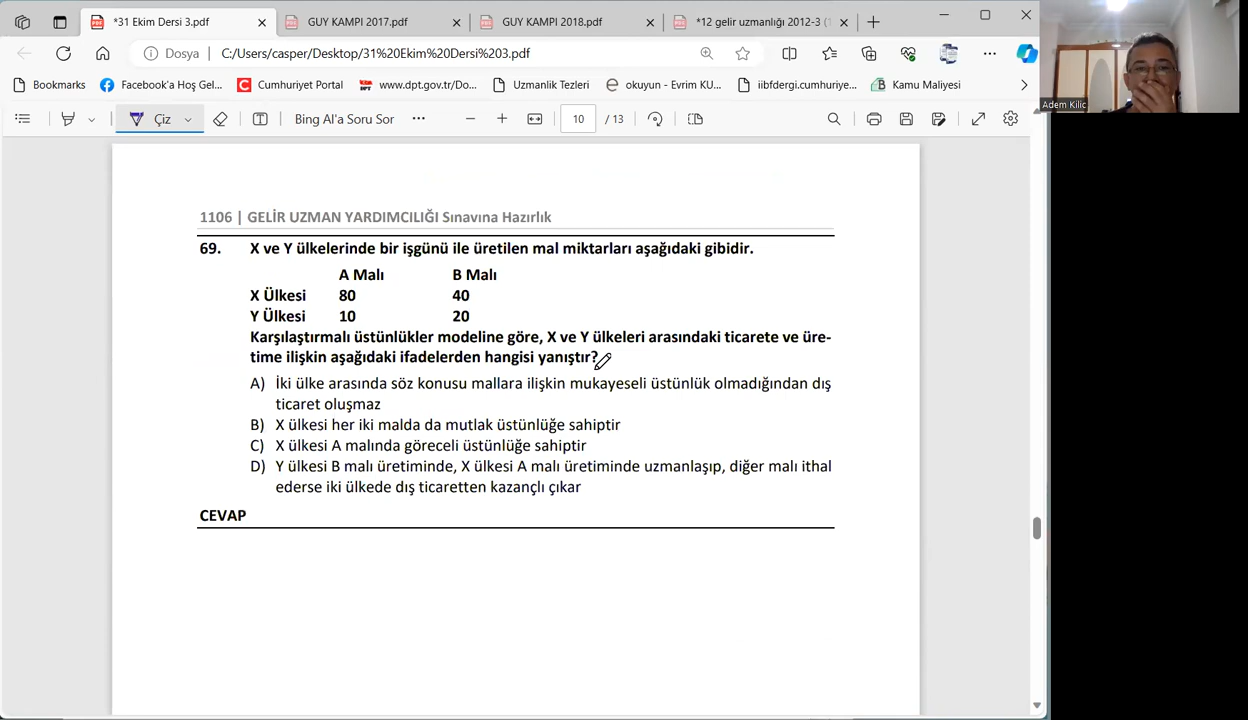 *31 Ekim Dersi 3.pdf
GUY KAMPI 2017.pdf
GUY KAMPI 2018.pdf
*12 gelir uzmanlığı 2012-3 (1
Dosya
C:/Users/casper/Desktop/31%20Ekim%20Dersi%203.pdf
Bookmarks
Facebook'a Hoş Gel...
Cumhuriyet Portal
www.dpt.gov.tr/Do...
Uzmanlık Tezleri
okuyun - Evrim KU...
iibfdergi.cumhuriye...
Kamu Maliyesi
Çiz
Bing Al'a Soru Sor
10 / 13
Adem Kilic
1106 | GELİR UZMAN YARDIMCILIĞI Sınavına Hazırlık
69. X ve Y ülkelerinde bir işgünü ile üretilen mal miktarları aşağıdaki gibidir.
A Malı B Malı
X Ülkesi 80 40
Y Ülkesi 10 20
Karşılaştırmalı üstünlükler modeline göre, X ve Y ülkeleri arasındaki ticarete ve üre-
time ilişkin aşağıdaki ifadelerden hangisi yanıştır?
A) İki ülke arasında söz konusu mallara ilişkin mukayeseli üstünlük olmadığından dış
ticaret oluşmaz
B) X ülkesi her iki malda da mutlak üstünlüğe sahiptir
C) X ülkesi A malında göreceli üstünlüğe sahiptir
D) Y ülkesi B malı üretiminde, X ülkesi A malı üretiminde uzmanlaşıp, diğer malı ithal
ederse iki ülkede dış ticaretten kazançlı çıkar
CEVAP